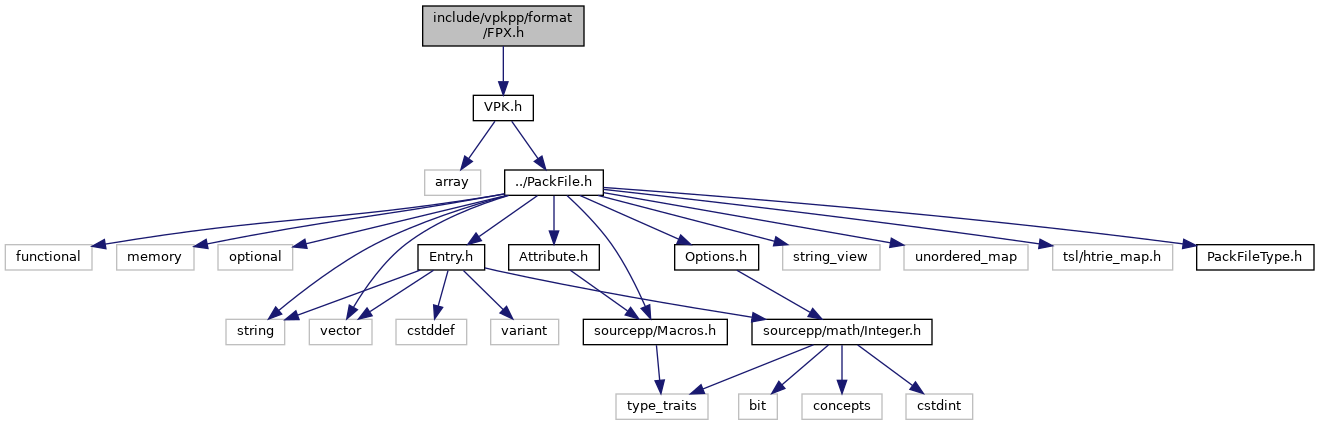 include/vpkpp/format
/FPX.h
VPK.h
array
../PackFile.h
functional
memory
optional
Entry.h
Attribute.h
Options.h
string_view
unordered_map
tsl/htrie_map.h
PackFileType.h
string
vector
cstddef
variant
sourcepp/Macros.h
sourcepp/math/Integer.h
type_traits
bit
concepts
cstdint